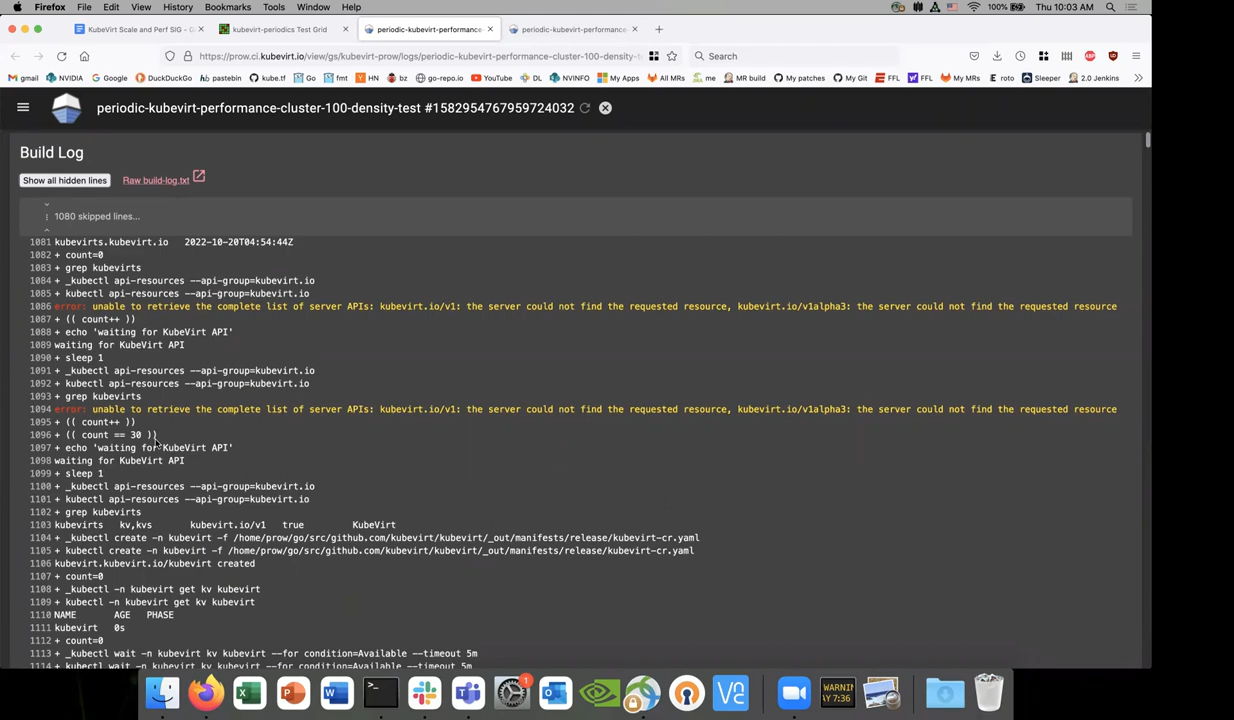 Firefox File Edit View History Bookmarks Tools Window Help 100% Thu 10:03 AM
KubeVirt Scale and Perf SIG - G kubevirt-periodics Test Grid periodic-kubevirt-performance- periodic-kubevirt-performance-c
https://prow.ci.kubevirt.io/view/gs/kubevirt-prow/logs/periodic-kubevirt-performance-cluster-100-density-t Search
gmail NVIDIA Google DuckDuckGo pastebin kube.tf Go fmt hk go-repo.io YouTube DL NVINFO My Apps All MRs me MR build My patches My Git FFL FFL My MRs roto Sleeper 2.0 Jenkins
periodic-kubevirt-performance-cluster-100-density-test #1582954767959724032
Build Log
Show all hidden lines Raw build-log.txt
1080 skipped lines...
1081 kubevirts.kubevirt.io 2022-10-20T04:54:44Z
1082 + count=0
1083 + grep kubevirts
1084 + _kubectl api-resources --api-group=kubevirt.io
1085 + kubectl api-resources --api-group=kubevirt.io
1086 error: unable to retrieve the complete list of server APIs: kubevirt.io/v1: the server could not find the requested resource, kubevirt.io/v1alpha3: the server could not find the requested resource
1087 + (( count++ ))
1088 + echo 'waiting for KubeVirt API'
1089 waiting for KubeVirt API
1090 + sleep 1
1091 + _kubectl api-resources --api-group=kubevirt.io
1092 + kubectl api-resources --api-group=kubevirt.io
1093 + grep kubevirts
1094 error: unable to retrieve the complete list of server APIs: kubevirt.io/v1: the server could not find the requested resource, kubevirt.io/v1alpha3: the server could not find the requested resource
1095 + (( count++ ))
1096 + (( count == 30 ))
1097 + echo 'waiting for KubeVirt API'
1098 waiting for KubeVirt API
1099 + sleep 1
1100 + _kubectl api-resources --api-group=kubevirt.io
1101 + kubectl api-resources --api-group=kubevirt.io
1102 + grep kubevirts
1103 kubevirts kv,kvs kubevirt.io/v1 true KubeVirt
1104 + _kubectl create -n kubevirt -f /home/prow/go/src/github.com/kubevirt/kubevirt/_out/manifests/release/kubevirt-cr.yaml
1105 + kubectl create -n kubevirt -f /home/prow/go/src/github.com/kubevirt/kubevirt/_out/manifests/release/kubevirt-cr.yaml
1106 kubevirt.kubevirt.io/kubevirt created
1107 + count=0
1108 + _kubectl -n kubevirt get kv kubevirt
1109 + kubectl -n kubevirt get kv kubevirt
1110 NAME AGE PHASE
1111 kubevirt 0s
1112 + count=0
1113 + _kubectl wait -n kubevirt kv kubevirt --for condition=Available --timeout 5m
1114 + kubectl wait -n kubevirt kv kubevirt --for condition=Available --timeout 5m
1
WARNIN
AY 7:36